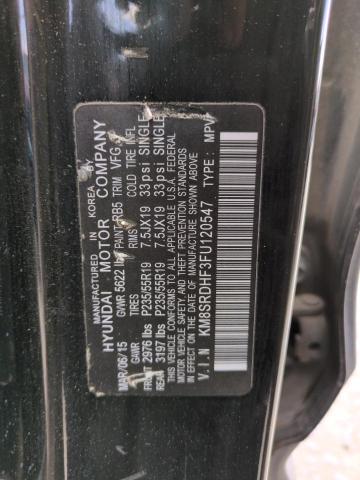 MANUFACTURED IN KOREA BY
HYUNDAI MOTOR COMPANY
MAR/06/15 GVWR 5622 PAINT RB5 TRIM VFG
GAWR TIRES COLD TIRE INFL
FRONT 2976 lbs P235/55R19 7.5JX19 33psi SINGLE
REAR 3197 lbs P235/55R19 7.5JX19 33psi SINGLE
THIS VEHICLE CONFORMS TO ALL APPLICABLE U.S.A. FEDERAL
MOTOR VEHICLE SAFETY AND THEFT PREVENTION STANDARDS
IN EFFECT ON THE DATE OF MANUFACTURE SHOWN ABOVE.
V.I.N KM8SRDHF3FU120547 TYPE: MPV